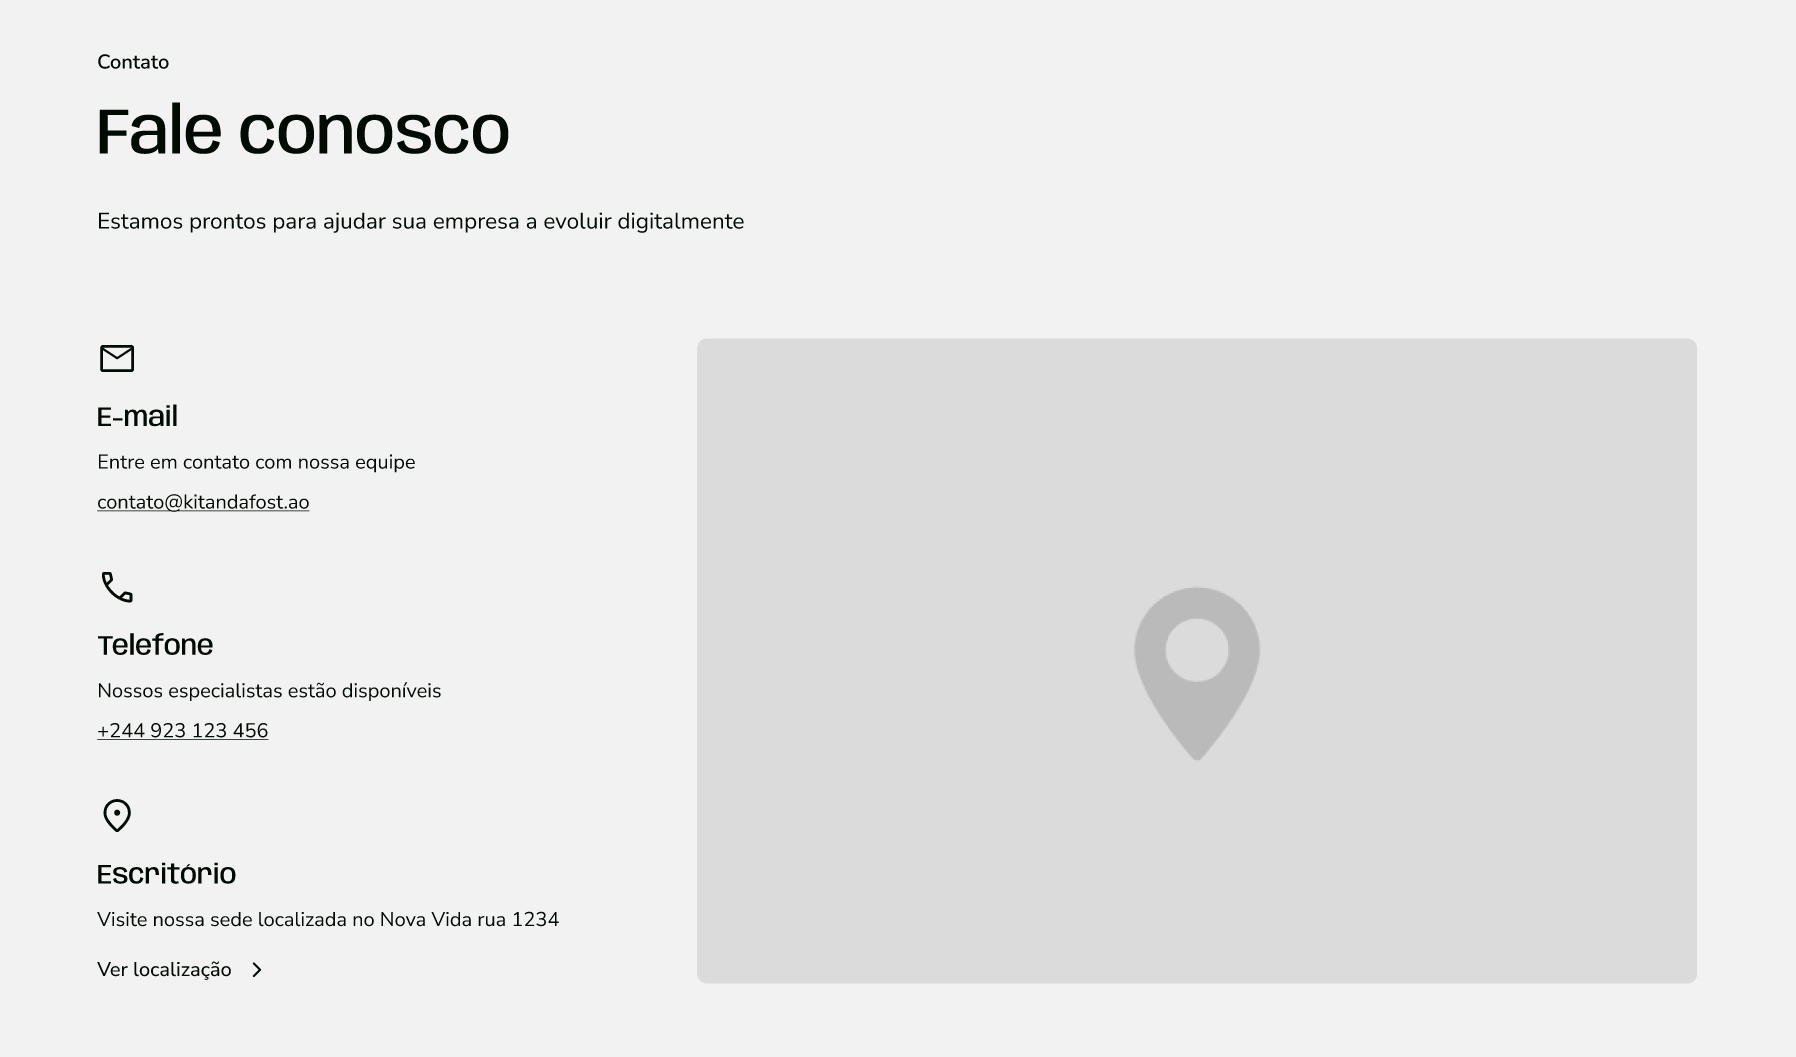 Contato
Fale conosco
Estamos prontos para ajudar sua empresa a evoluir digitalmente
E-mail
Entre em contato com nossa equipe
contato@kitandafost.ao
Telefone
Nossos especialistas estão disponíveis
+244 923 123 456
Escritório
Visite nossa sede localizada no Nova Vida rua 1234
Ver localização